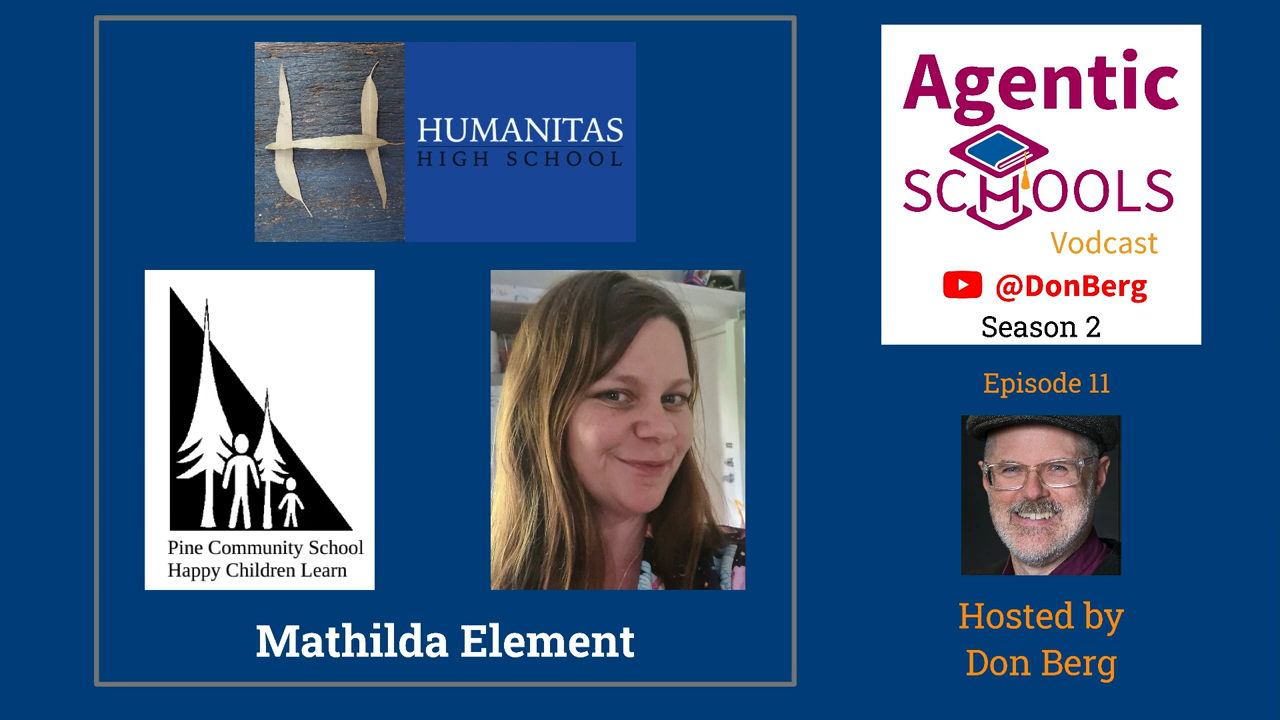 HUMANITAS
HIGH SCHOOL
Pine Community School
Happy Children Learn
Mathilda Element
Agentic
SCHOOLS
Vodcast
@DonBerg
Season 2
Episode 11
Hosted by
Don Berg